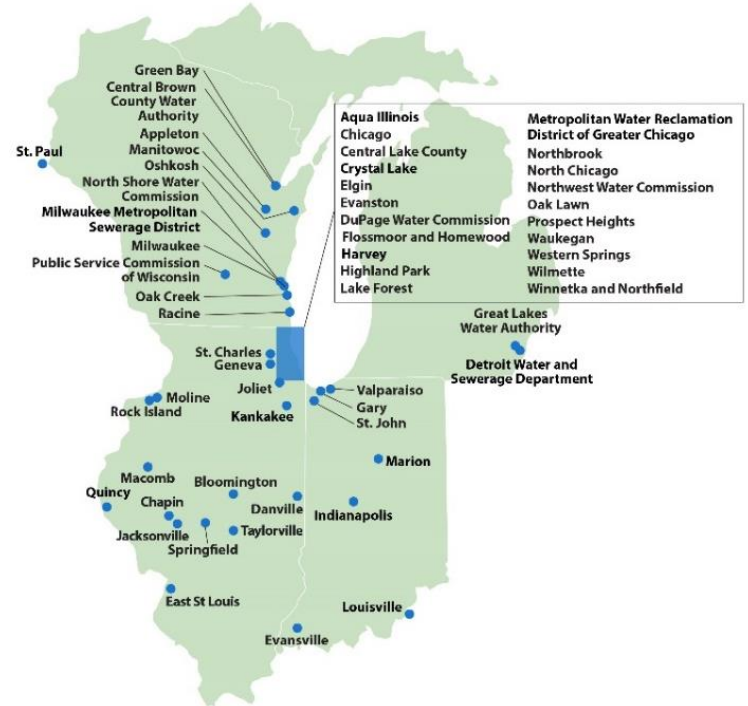 Green Bay
Central Brown
County Water
Authority
Appleton
Manitowoc
Oshkosh
North Shore Water
Commission
Milwaukee Metropolitan
Sewerage District
Milwaukee
Public Service Commission
of Wisconsin
Oak Creek
Racine
St. Paul
Aqua Illinois
Chicago
Central Lake County
Crystal Lake
Elgin
Evanston
DuPage Water Commission
Flossmoor and Homewood
Harvey
Highland Park
Lake Forest
Metropolitan Water Reclamation
District of Greater Chicago
Northbrook
North Chicago
Northwest Water Commission
Oak Lawn
Prospect Heights
Waukegan
Western Springs
Wilmette
Winnetka and Northfield
Great Lakes
Water Authority
Detroit Water and
Sewerage Department
St. Charles
Geneva
Joliet
Kankakee
Moline
Rock Island
Valparaiso
Gary
St. John
Marion
Indianapolis
Macomb
Quincy
Chapin
Bloomington
Danville
Jacksonville
Springfield
Taylorville
East St Louis
Louisville
Evansville